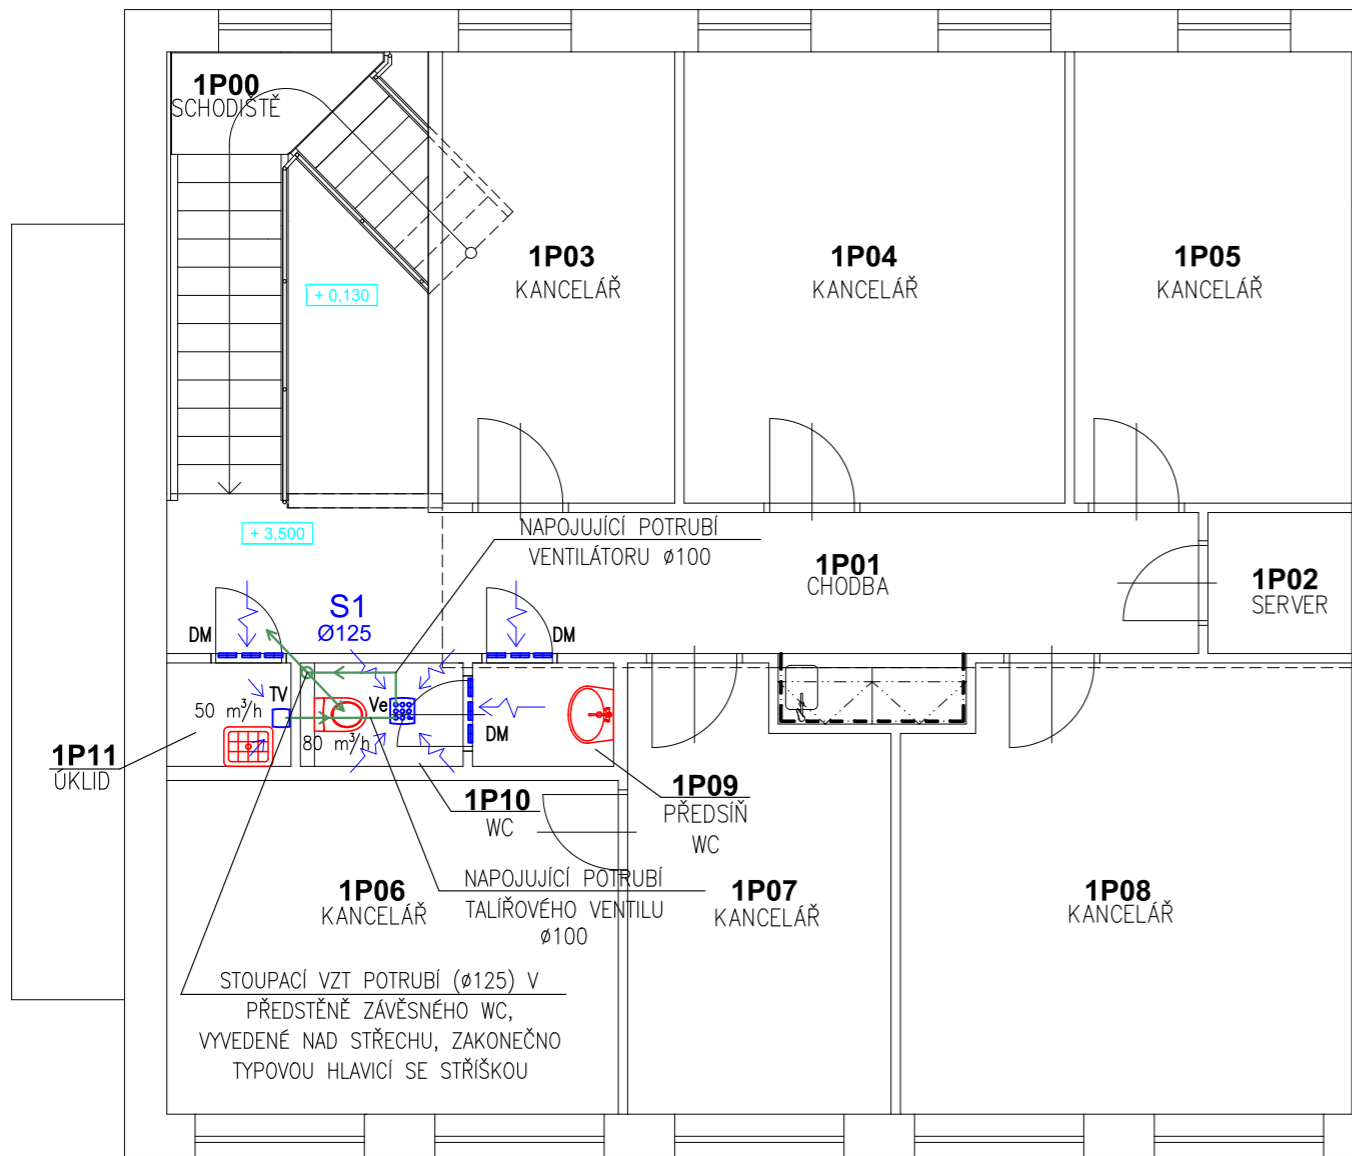 1P00
SCHODIŠTĚ
1P03
KANCELÁŘ
1P04
KANCELÁŘ
1P05
KANCELÁŘ
+ 0,130
+ 3,500
NAPOJUJÍCÍ POTRUBÍ
VENTILÁTORU ø100
1P01
CHODBA
1P02
SERVER
S1
Ø125
DM
DM
TV
Ve
50 m³/h
80 m³/h
DM
1P11
ÚKLID
1P10
WC
1P09
PŘEDSÍŇ
WC
1P06
KANCELÁŘ
NAPOJUJÍCÍ POTRUBÍ
TALÍŘOVÉHO VENTILU
ø100
1P07
KANCELÁŘ
1P08
KANCELÁŘ
STOUPACÍ VZT POTRUBÍ (ø125) V
PŘEDSTĚNĚ ZÁVĚSNÉHO WC,
VYVEDENÉ NAD STŘECHU, ZAKONEČNO
TYPOVOU HLAVICÍ SE STŘÍŠKOU